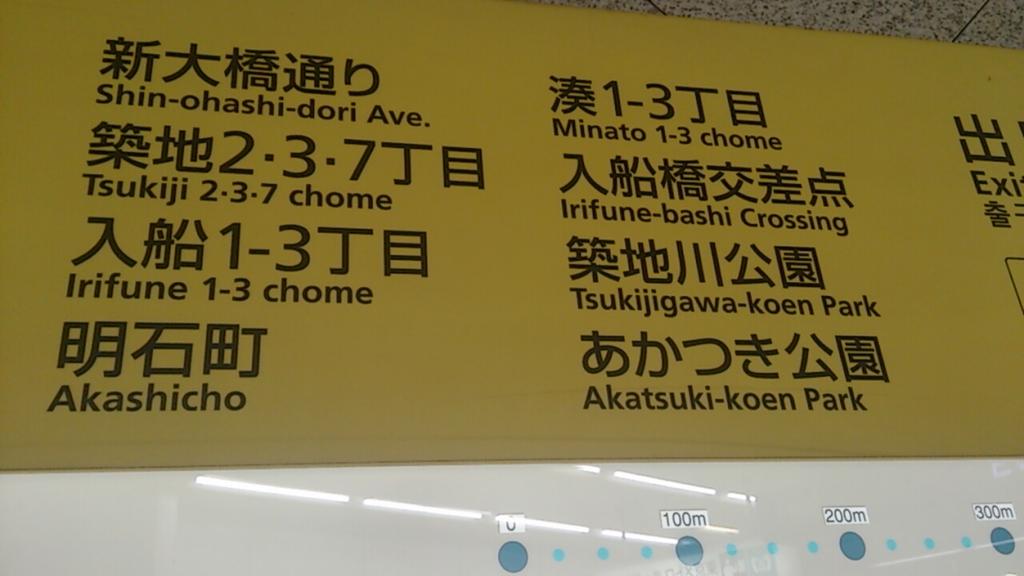 新大橋通り
Shin-ohashi-dori Ave.
築地2・3・7丁目
Tsukiji 2・3・7 chome
入船1-3丁目
Irifune 1-3 chome
明石町
Akashicho
湊1-3丁目
Minato 1-3 chome
入船橋交差点
Irifune-bashi Crossing
築地川公園
Tsukijigawa-koen Park
あかつき公園
Akatsuki-koen Park
出
Exi
출
0
100m
200m
300m